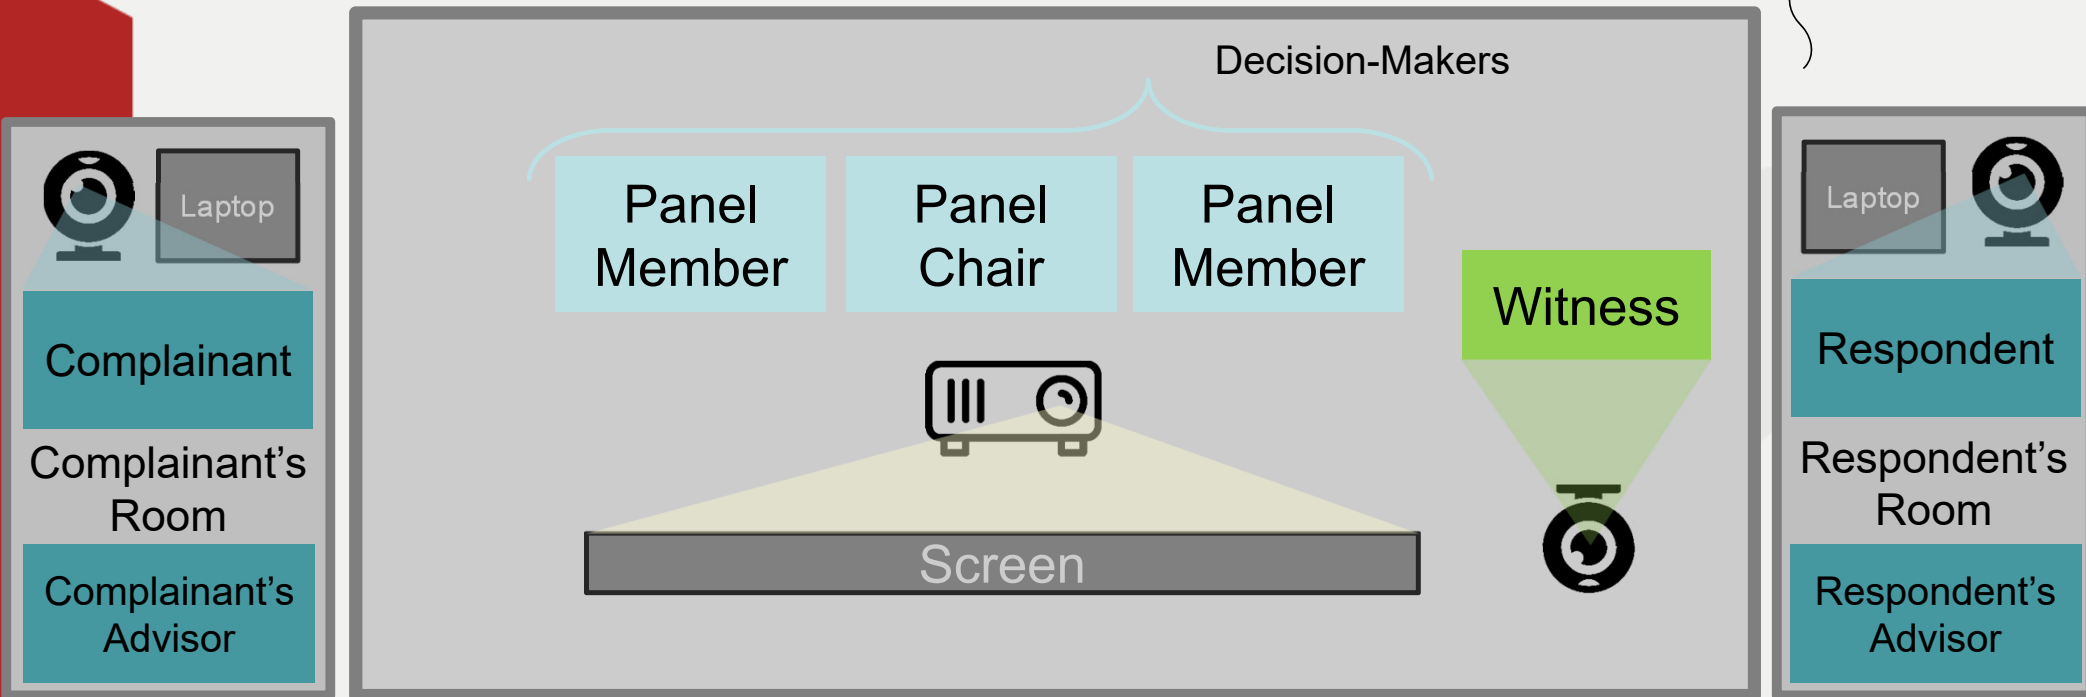 Decision-Makers
Laptop
Complainant
Complainant’s
Room
Complainant’s
Advisor
Panel
Member
Panel
Chair
Panel
Member
Witness
Screen
Laptop
Respondent
Respondent’s
Room
Respondent’s
Advisor